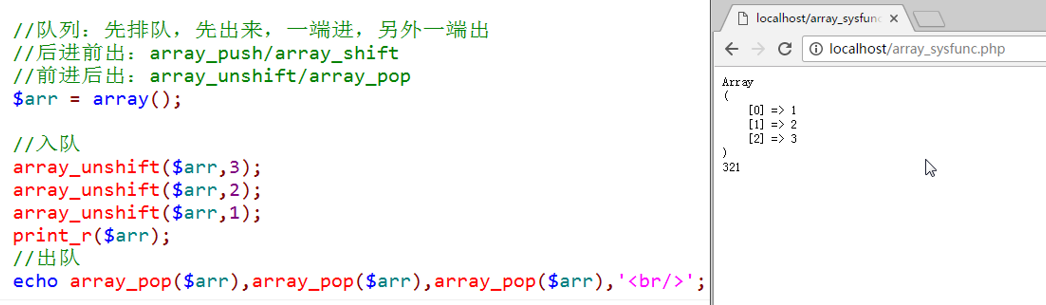 //队列：先排队，先出来，一端进，另外一端出
//后进前出：array_push/array_shift
//前进后出：array_unshift/array_pop
$arr = array();
//入队
array_unshift($arr,3);
array_unshift($arr,2);
array_unshift($arr,1);
print_r($arr);
//出队
echo array_pop($arr),array_pop($arr),array_pop($arr),'<br/>';
localhost/array_sysfunc
localhost/array_sysfunc.php
Array
(
[0] => 1
[1] => 2
[2] => 3
)
321